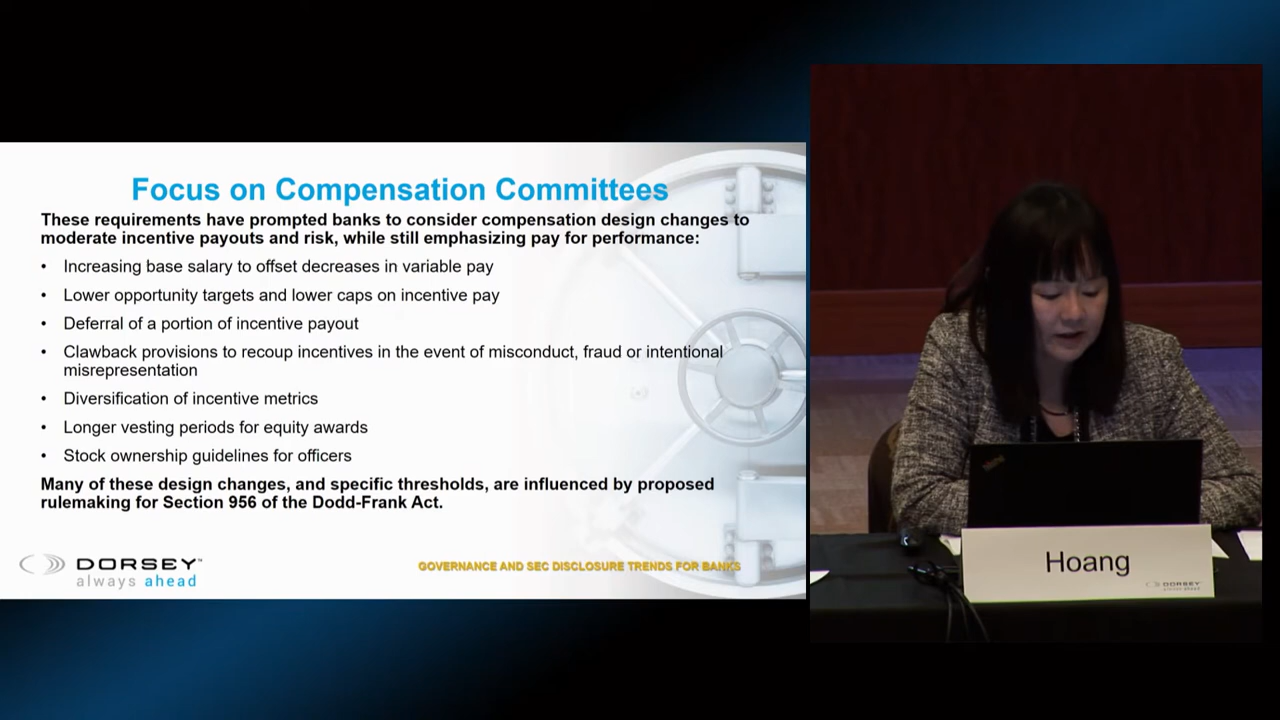 Focus on Compensation Committees
These requirements have prompted banks to consider compensation design changes to
moderate incentive payouts and risk, while still emphasizing pay for performance:
• Increasing base salary to offset decreases in variable pay
• Lower opportunity targets and lower caps on incentive pay
• Deferral of a portion of incentive payout
• Clawback provisions to recoup incentives in the event of misconduct, fraud or intentional
misrepresentation
• Diversification of incentive metrics
• Longer vesting periods for equity awards
• Stock ownership guidelines for officers
Many of these design changes, and specific thresholds, are influenced by proposed
rulemaking for Section 956 of the Dodd-Frank Act.
DORSEY™
always ahead
GOVERNANCE AND SEC DISCLOSURE TRENDS FOR BANKS
Hoang
DORSEY
always ahead